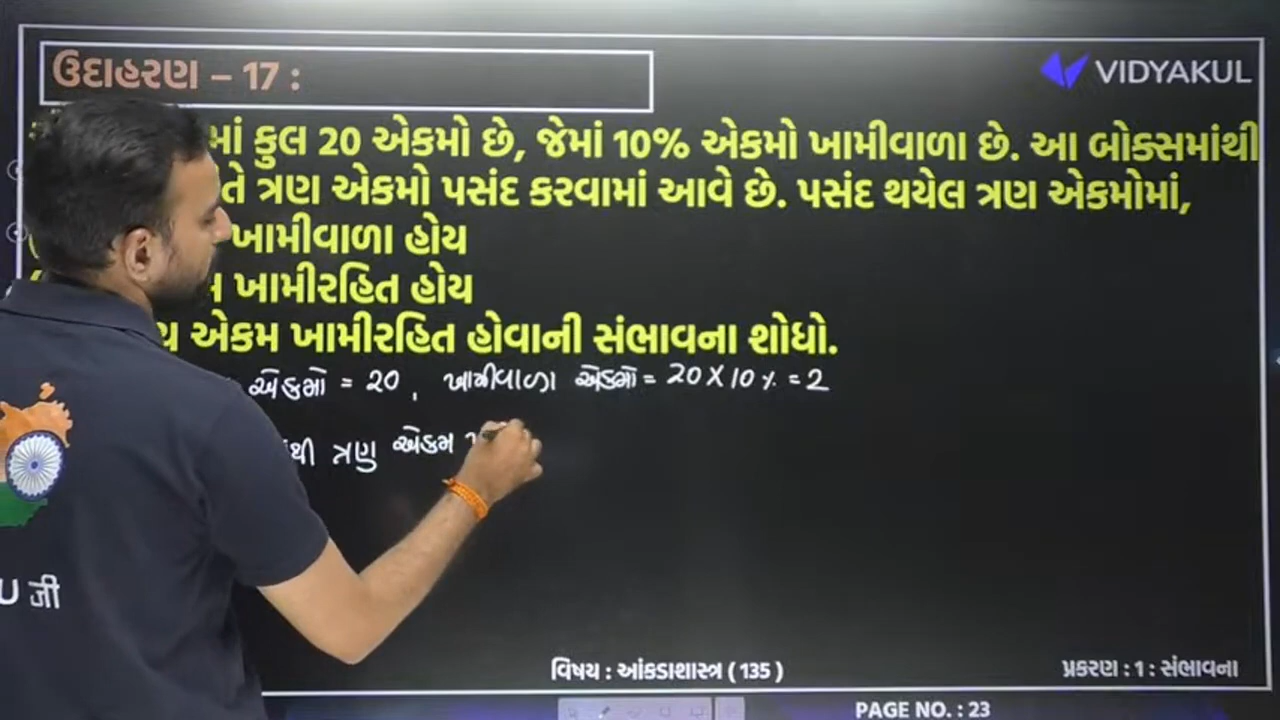 ઉદાહરણ – 17 :
VIDYAKUL
માં કુલ 20 એકમો છે, જેમાં 10% એકમો ખામીવાળા છે. આ બોક્સમાંથી
તે ત્રણ એકમો પસંદ કરવામાં આવે છે. પસંદ થયેલ ત્રણ એકમોમાં,
ખામીવાળા હોય
ખામીરહિત હોય
એકમ ખામીરહિત હોવાની સંભાવના શોધો.
એકમો = 20 , ખામીવાળા એકમો = 20 X 10 % = 2
થી ત્રણ એકમ
U जी
વિષય : આંકડાશાસ્ત્ર ( 135 )
પ્રકરણ : 1 : સંભાવના
PAGE NO. : 23